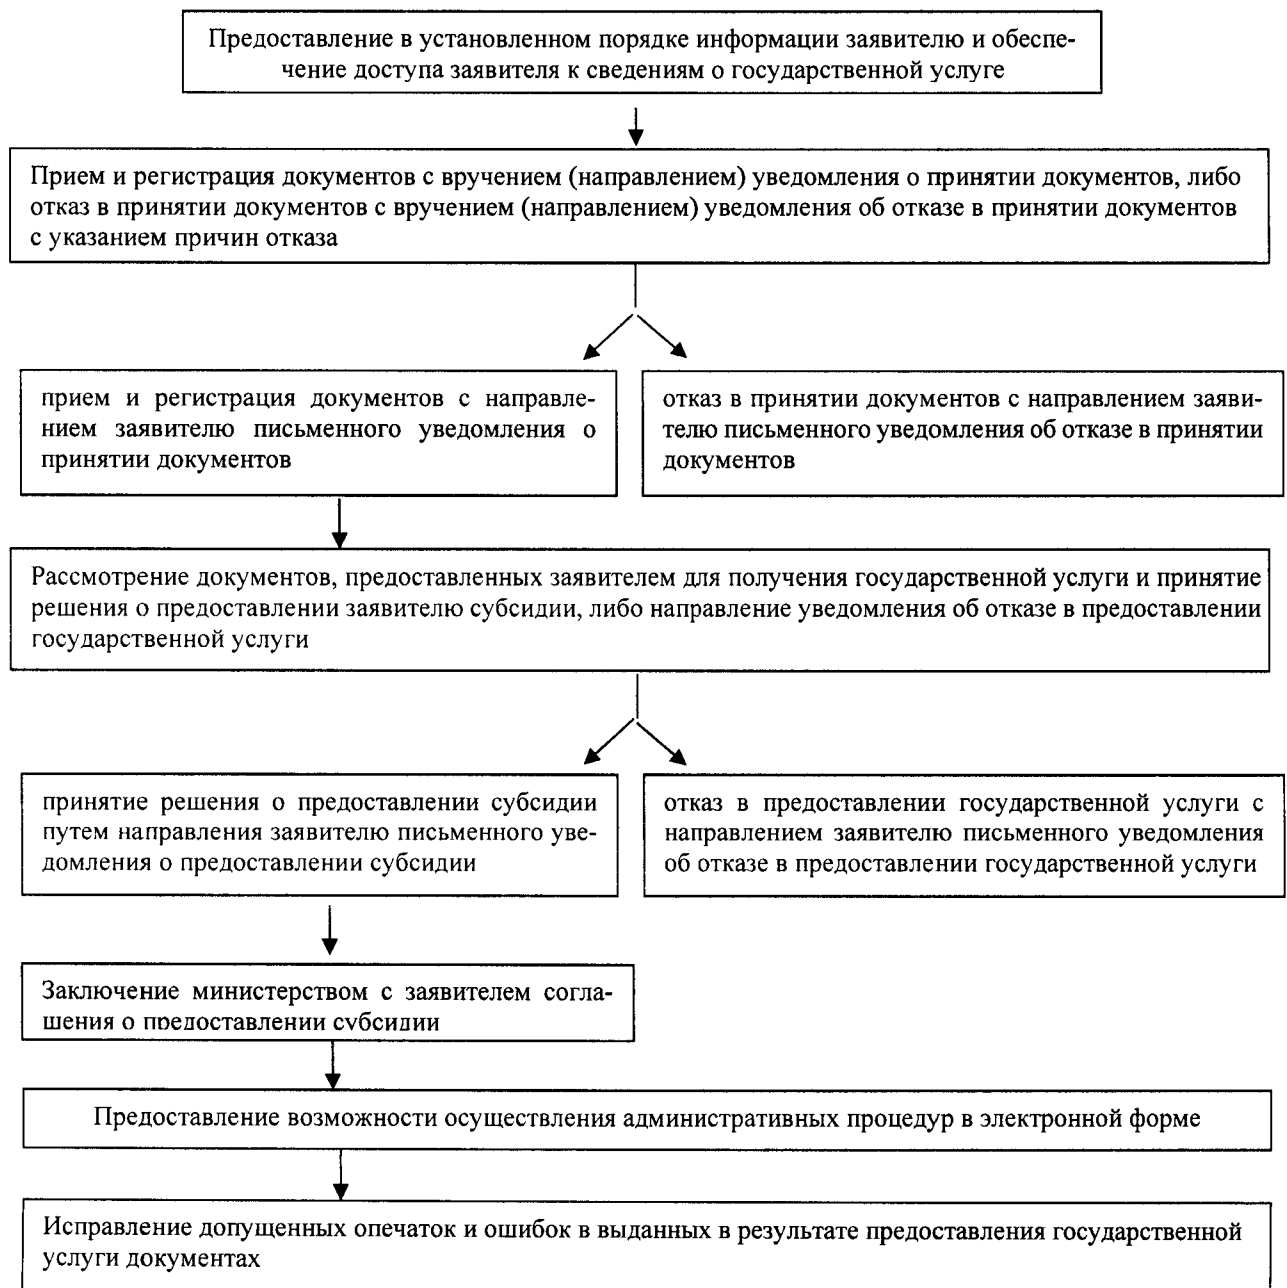 Предоставление в установленном порядке информации заявителю и обеспе-
чение доступа заявителя к сведениям о государственной услуге
Прием и регистрация документов с вручением (направлением) уведомления о принятии документов, либо
отказ в принятии документов с вручением (направлением) уведомления об отказе в принятии документов
с указанием причин отказа
прием и регистрация документов с направле-
нием заявителю письменного уведомления о
принятии документов
отказ в принятии документов с направлением заяви-
телю письменного уведомления об отказе в принятии
документов
Рассмотрение документов, предоставленных заявителем для получения государственной услуги и принятие
решения о предоставлении заявителю субсидии, либо направление уведомления об отказе в предоставлении
государственной услуги
принятие решения о предоставлении субсидии
путем направления заявителю письменного уве-
домления о предоставлении субсидии
отказ в предоставлении государственной услуги с
направлением заявителю письменного уведомления
об отказе в предоставлении государственной услуги
Заключение министерством с заявителем согла-
шения о предоставлении субсидии
Предоставление возможности осуществления административных процедур в электронной форме
Исправление допущенных опечаток и ошибок в выданных в результате предоставления государственной
услуги документах